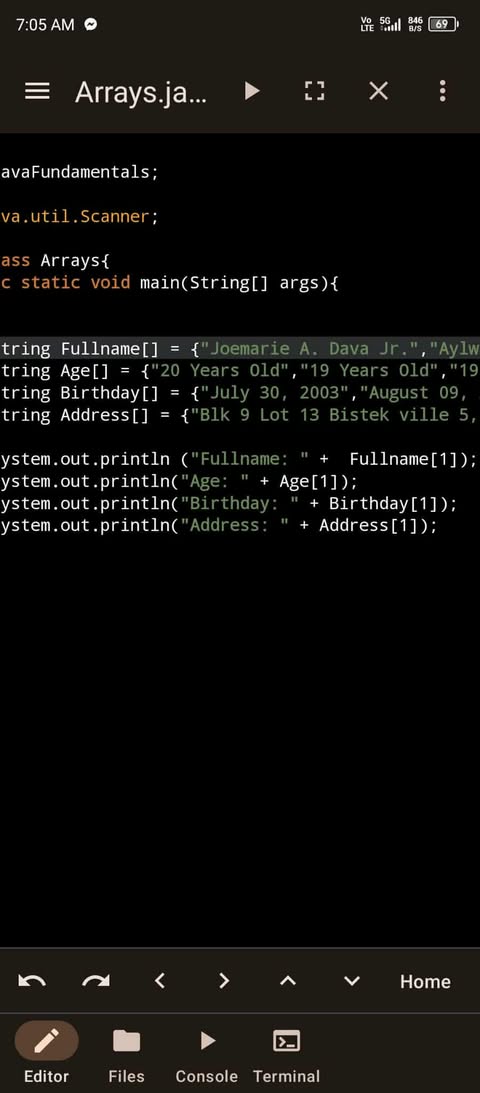 7:05 AM
Vo LTE 5G 846 B/S 69
Arrays.ja...
avaFundamentals;
va.util.Scanner;
ass Arrays{
c static void main(String[] args){
tring Fullname[] = {"Joemarie A. Dava Jr.","Aylw
tring Age[] = {"20 Years Old","19 Years Old","19
tring Birthday[] = {"July 30, 2003","August 09,
tring Address[] = {"Blk 9 Lot 13 Bistek ville 5,
ystem.out.println ("Fullname: " +  Fullname[1]);
ystem.out.println("Age: " + Age[1]);
ystem.out.println("Birthday: " + Birthday[1]);
ystem.out.println("Address: " + Address[1]);
Home
Editor Files Console Terminal